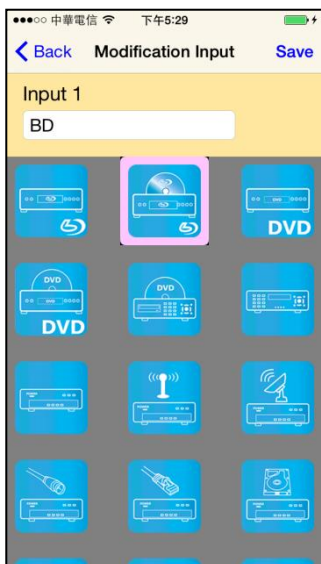 中華電信 下午5:29
Back Modification Input Save
Input 1
BD
DVD
DVD
DVD
DVD